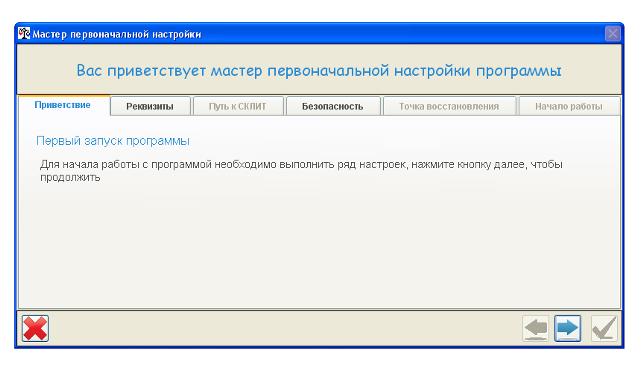 Мастер первоначальной настройки
Вас приветствует мастер первоначальной настройки программы
Приветствие Реквизиты Путь к СКЛИТ Безопасность Точка восстановления Начало работы
Первый запуск программы
Для начала работы с программой необходимо выполнить ряд настроек, нажмите кнопку далее, чтобы
продолжить